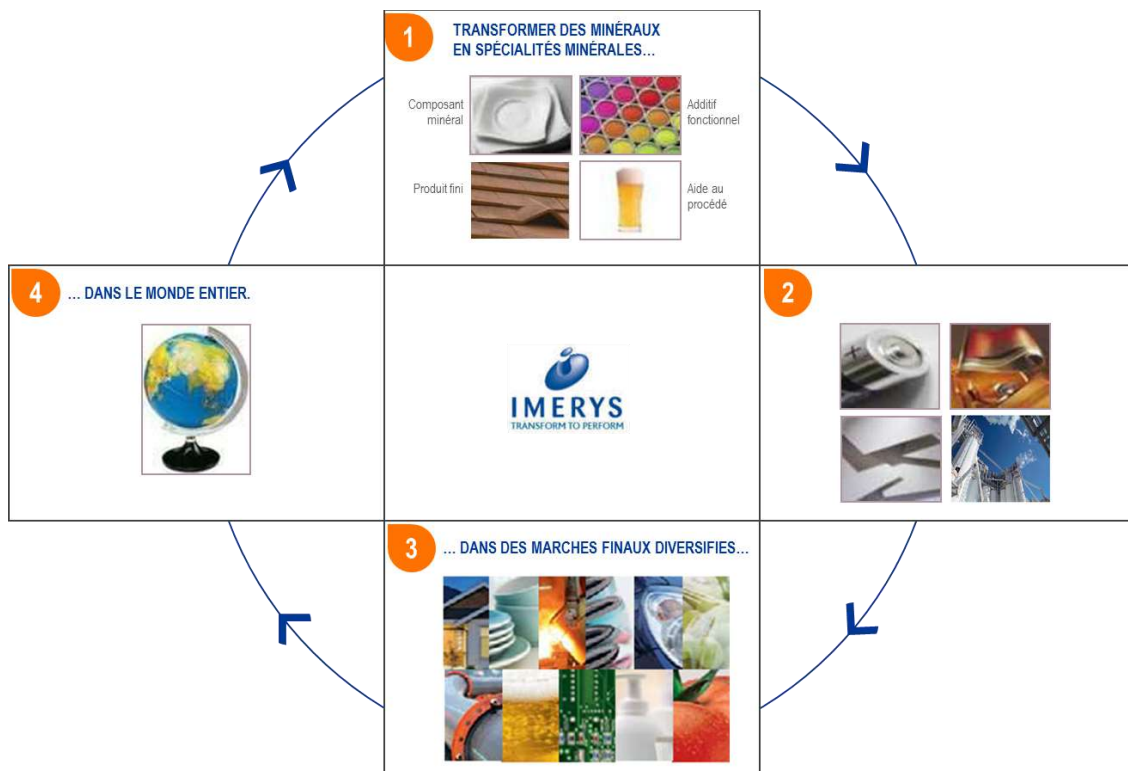 1
TRANSFORMER DES MINÉRAUX
EN SPÉCIALITÉS MINÉRALES…
Composant
minéral
Additif
fonctionnel
Produit fini
Aide au
procédé
4
… DANS LE MONDE ENTIER.
IMERYS
TRANSFORM TO PERFORM
2
+
3
… DANS DES MARCHES FINAUX DIVERSIFIES…